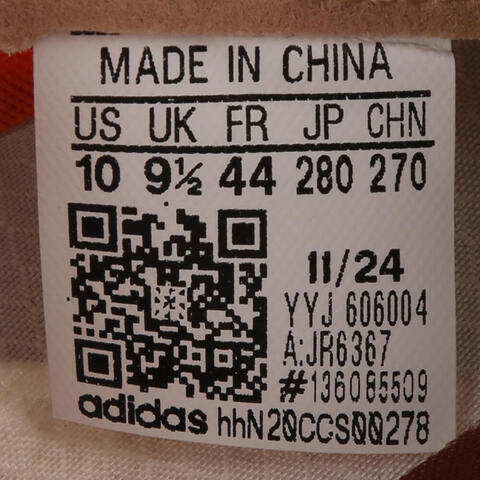 MADE IN CHINA
US UK FR JP CHN
10 9½ 44 280 270
11/24
YYJ 606004
A:JR6367
#136085509
adidas hhN20CCS00278